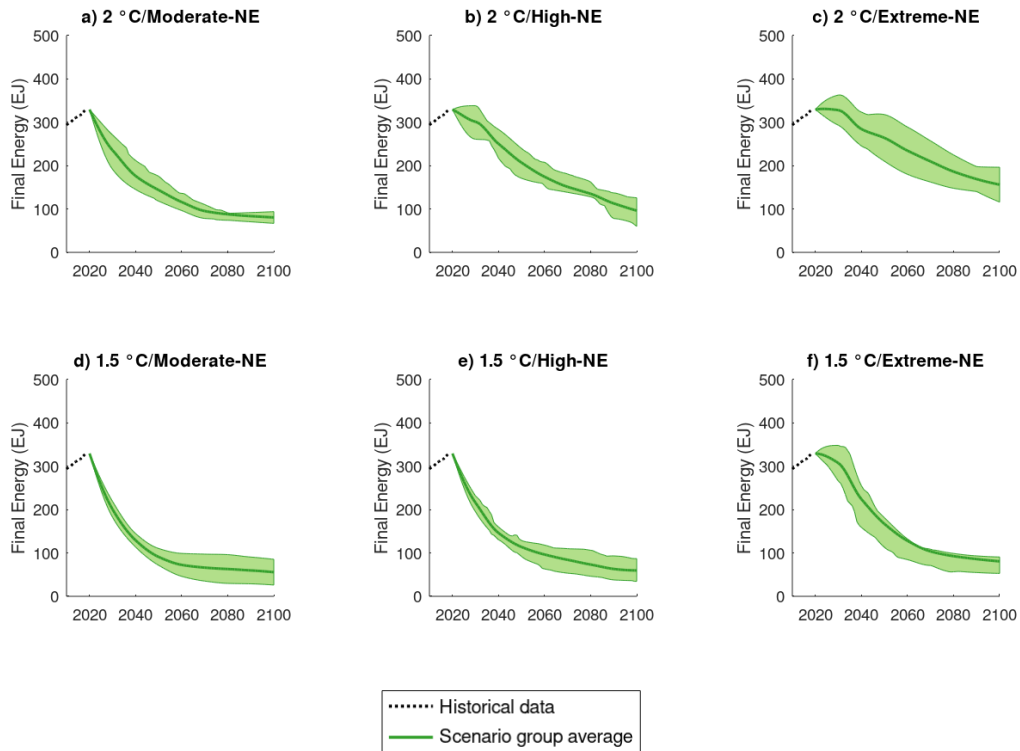 a) 2 °C/Moderate-NE
b) 2 °C/High-NE
c) 2 °C/Extreme-NE
Final Energy (EJ)
500
400
300
200
100
0
2020 2040 2060 2080 2100
Final Energy (EJ)
500
400
300
200
100
0
2020 2040 2060 2080 2100
Final Energy (EJ)
500
400
300
200
100
0
2020 2040 2060 2080 2100
d) 1.5 °C/Moderate-NE
e) 1.5 °C/High-NE
f) 1.5 °C/Extreme-NE
Final Energy (EJ)
500
400
300
200
100
0
2020 2040 2060 2080 2100
Final Energy (EJ)
500
400
300
200
100
0
2020 2040 2060 2080 2100
Final Energy (EJ)
500
400
300
200
100
0
2020 2040 2060 2080 2100
Historical data
Scenario group average